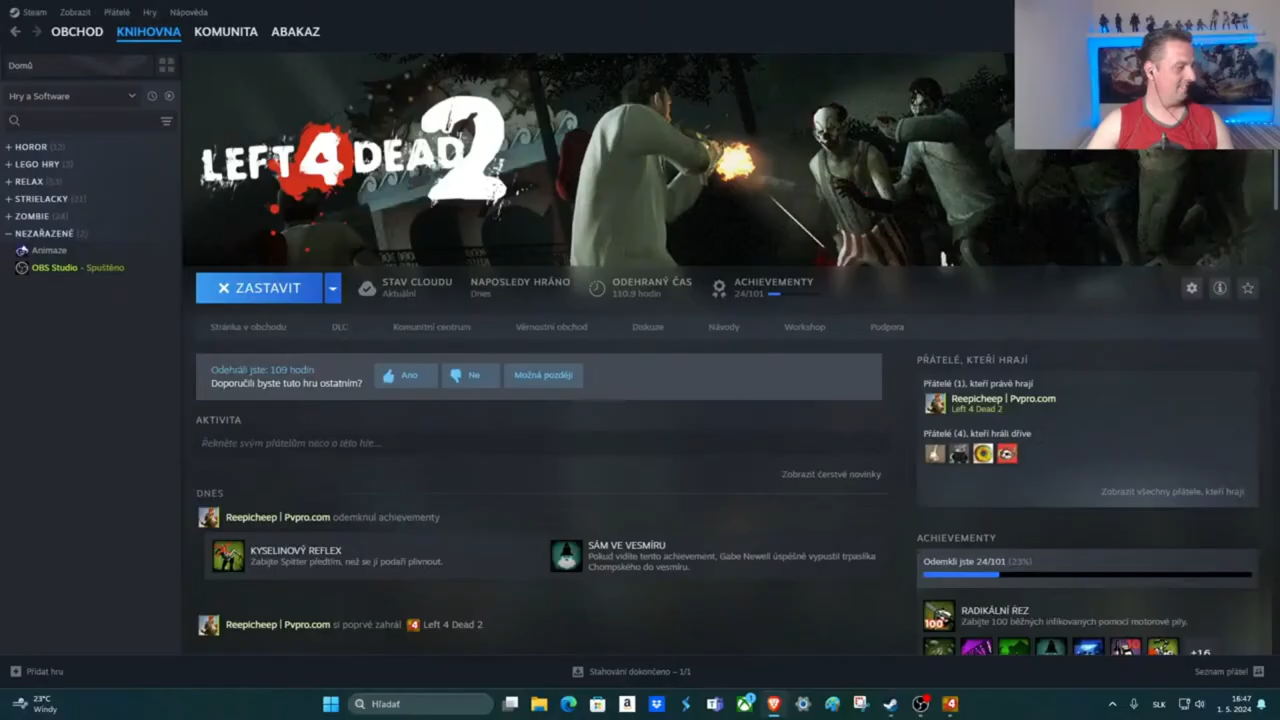 Steam Zobrazit Přátelé Hry Nápověda
OBCHOD KNIHOVNA KOMUNITA ABAKAZ
Domů
Hry a Software
+ HOROR (12)
+ LEGO HRY
+ RELAX
+ STRIELACKY
+ ZOMBIE
— NEZAŘAZENÉ
Animaze
OBS Studio - Spuštěno
LEFT 4 DEAD 2
ZASTAVIT
STAV CLOUDU
Aktuální
NAPOSLEDY HRÁNO
Dnes
ODEHRANÝ ČAS
110.9 hodin
ACHIEVEMENTY
24/101
Stránka v obchodu DLC Komunitní centrum Věrnostní obchod Diskuze Návody Workshop Podpora
Odehráli jste: 109 hodin
Doporučili byste tuto hru ostatním?
Ano Ne Možná později
AKTIVITA
Řekněte svým přátelům něco o této hře...
Zobrazit čerstvé novinky
DNES
Reepicheep | Pvpro.com odemknul achievementy
KYSELINOVÝ REFLEX
Zabijte Spitter předtím, než se jí podaří plivnout.
SÁM VE VESMÍRU
Pokud vidíte tento achievement, Gabe Newell úspěšně vypustil trpaslíka
Chompského do vesmíru.
Reepicheep | Pvpro.com si poprvé zahrál Left 4 Dead 2
PŘÁTELÉ, KTEŘÍ HRAJÍ
Přátelé (1), kteří právě hrají
Reepicheep | Pvpro.com
Left 4 Dead 2
Přátelé (4), kteří hráli dříve
Zobrazit všechny přátele, kteří hrají
ACHIEVEMENTY
Odemkli jste 24/101 (23%)
RADIKÁLNÍ ŘEZ
Zabijte 100 běžných infikovaných pomocí motorové pily.
100
+16
Přidat hru
Stahování dokončeno – 1/1
Seznam přátel
23°C
Windy
Hľadať
SLK
16:47
1. 5. 2024